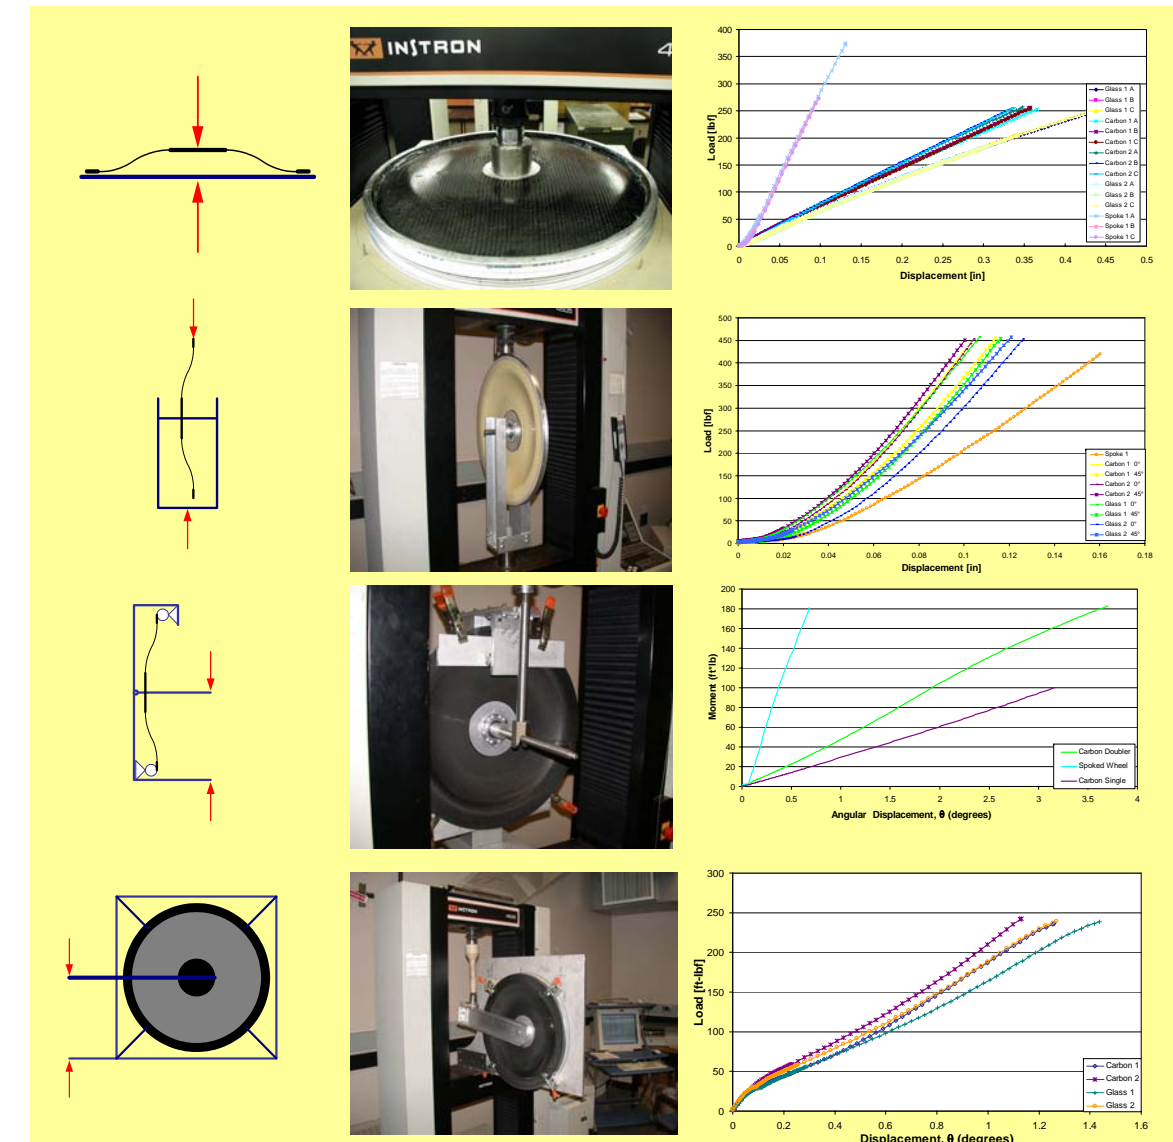 INSTRON
4
Load [lbf]
400
350
300
250
200
150
100
50
0
0 0.05 0.1 0.15 0.2 0.25 0.3 0.35 0.4 0.45 0.5
Displacement [in]
Glass 1 A
Glass 1 B
Glass 1 C
Carbon 1 A
Carbon 1 B
Carbon 1 C
Carbon 2 A
Carbon 2 B
Carbon 2 C
Glass 2 A
Glass 2 B
Glass 2 C
Spoke 1 A
Spoke 1 B
Spoke 1 C
Load [lbf]
500
450
400
350
300
250
200
150
100
50
0
0 0.02 0.04 0.06 0.08 0.1 0.12 0.14 0.16 0.18
Displacement [in]
Spoke 1
Carbon 1 0°
Carbon 1 45°
Carbon 2 0°
Carbon 2 45°
Glass 1 0°
Glass 1 45°
Glass 2 0°
Glass 2 45°
Moment (ft*lb)
200
180
160
140
120
100
80
60
40
20
0
0 0.5 1 1.5 2 2.5 3 3.5 4
Angular Displacement, θ (degrees)
Carbon Doubler
Spoked Wheel
Carbon Single
INSTRON
Load [ft-lbf]
300
250
200
150
100
50
0
0 0.2 0.4 0.6 0.8 1 1.2 1.4 1.6
Displacement, θ (degrees)
Carbon 1
Carbon 2
Glass 1
Glass 2